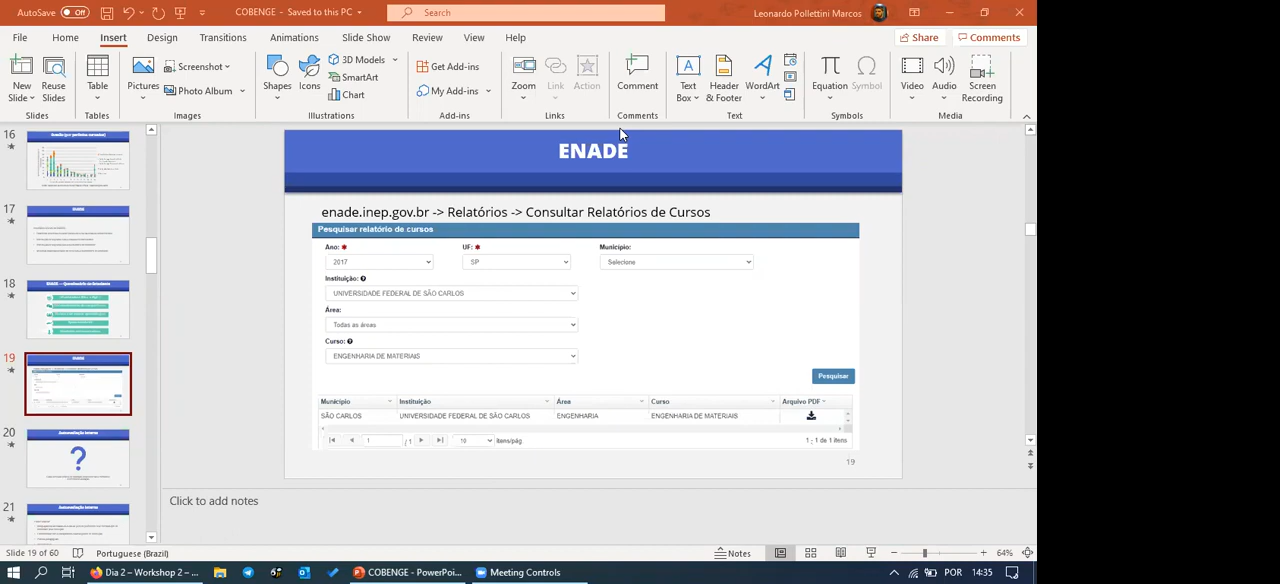 AutoSave Off COBENGE - Saved to this PC Search Leonardo Pollettini Marcos
File Home Insert Design Transitions Animations Slide Show Review View Help Share Comments
New Slide Reuse Slides Table Pictures Screenshot Photo Album Shapes Icons 3D Models SmartArt Chart Get Add-ins My Add-ins Zoom Link Action Comment Text Box Header & Footer WordArt Equation Symbol Video Audio Screen Recording
Slides Tables Images Illustrations Add-ins Links Comments Text Symbols Media
16
17
18
19
20
21
ENADE
enade.inep.gov.br -> Relatórios -> Consultar Relatórios de Cursos
Pesquisar relatório de cursos
Ano: * UF: * Município:
2017 SP Selecione
Instituição:
UNIVERSIDADE FEDERAL DE SÃO CARLOS
Área:
Todas as áreas
Curso:
ENGENHARIA DE MATERIAIS
Pesquisar
Município Instituição Área Curso Arquivo PDF
SÃO CARLOS UNIVERSIDADE FEDERAL DE SÃO CARLOS ENGENHARIA ENGENHARIA DE MATERIAIS
1 / 1 10 itens/pág 1 - 1 de 1 itens
19
Click to add notes
Slide 19 of 60 Portuguese (Brazil) Notes 64%
Dia 2 – Workshop 2 – ... COBENGE - PowerPo... Meeting Controls POR 14:35